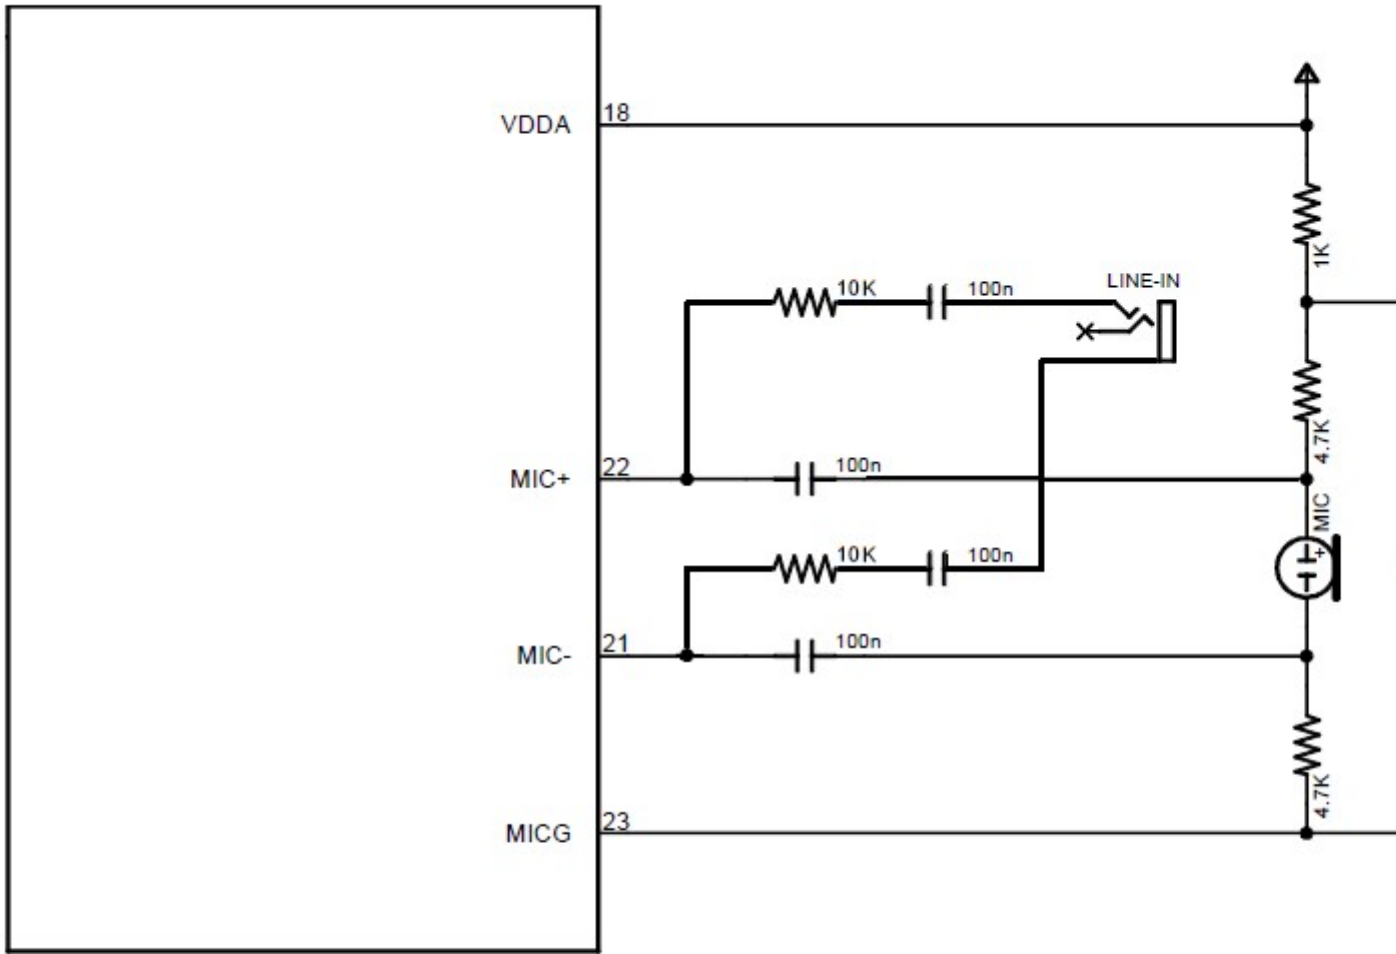 VDDA
18
1K
LINE-IN
10K
100n
4.7K
MIC+
22
100n
MIC
+
10K
100n
MIC-
21
100n
4.7K
MICG
23